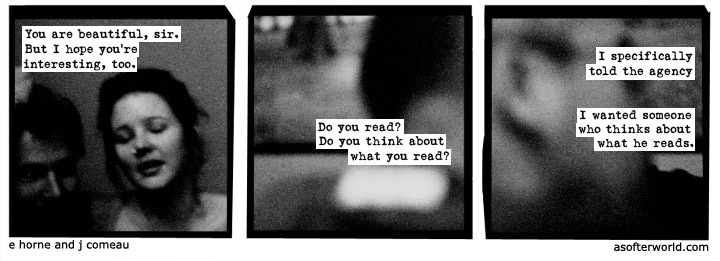 You are beautiful, sir.
But I hope you're
interesting, too.
Do you read?
Do you think about
what you read?
I specifically
told the agency
I wanted someone
who thinks about
what he reads.
e horne and j comeau
asofterworld.com